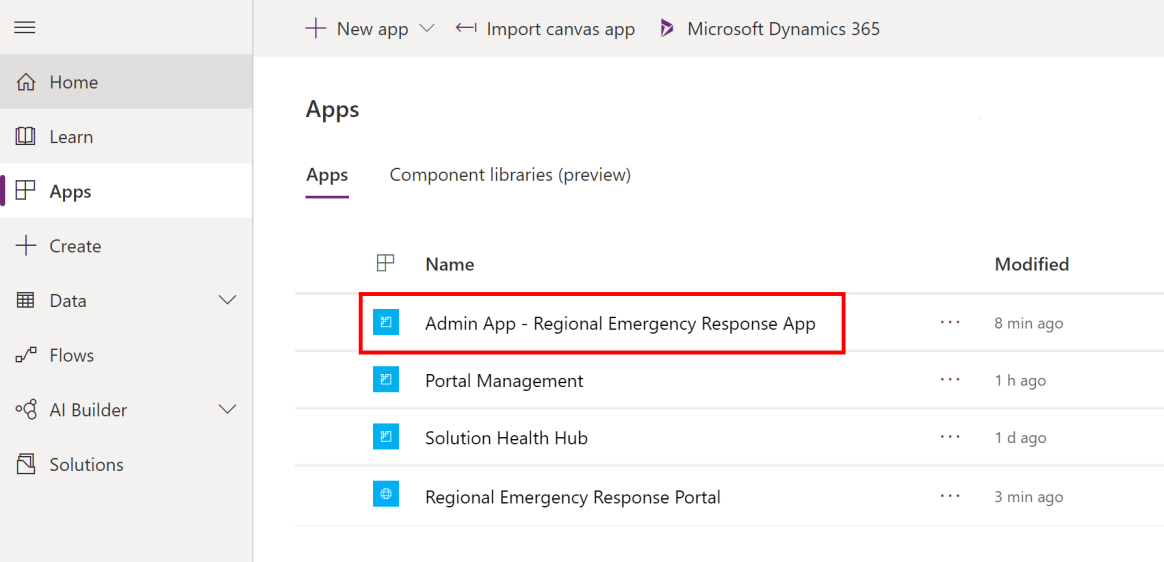 New app
Import canvas app
Microsoft Dynamics 365
Home
Learn
Apps
Create
Data
Flows
AI Builder
Solutions
Apps
Apps
Component libraries (preview)
Name
Modified
Admin App - Regional Emergency Response App
8 min ago
Portal Management
1 h ago
Solution Health Hub
1 d ago
Regional Emergency Response Portal
3 min ago